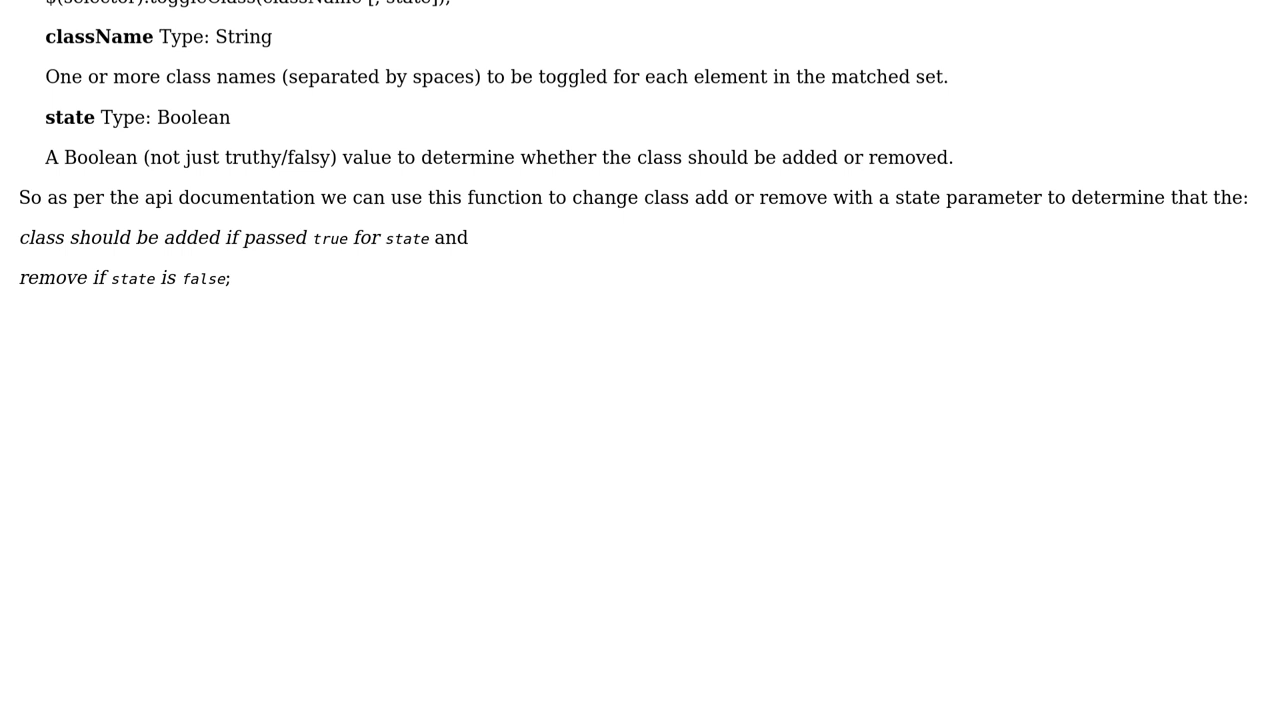 $(selector).toggleClass(className [, state]);
className Type: String
One or more class names (separated by spaces) to be toggled for each element in the matched set.
state Type: Boolean
A Boolean (not just truthy/falsy) value to determine whether the class should be added or removed.
So as per the api documentation we can use this function to change class add or remove with a state parameter to determine that the:
class should be added if passed true for state and
remove if state is false;